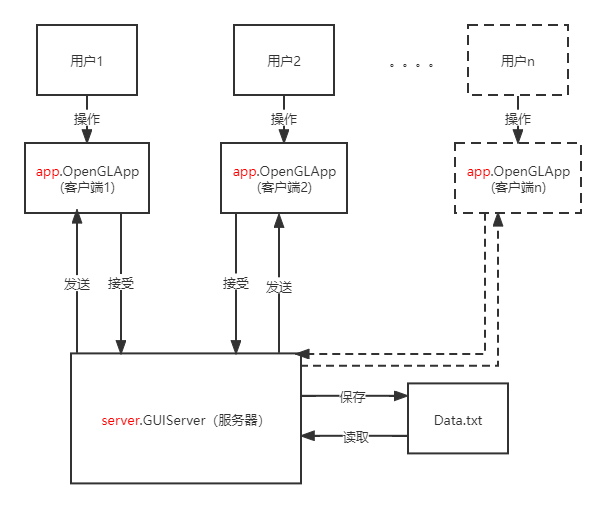 用户1
用户2
。。。。
用户n
操作
操作
操作
app.OpenGLApp
(客户端1)
app.OpenGLApp
(客户端2)
app.OpenGLApp
(客户端n)
发送
接受
接受
发送
server.GUIServer（服务器）
保存
读取
Data.txt